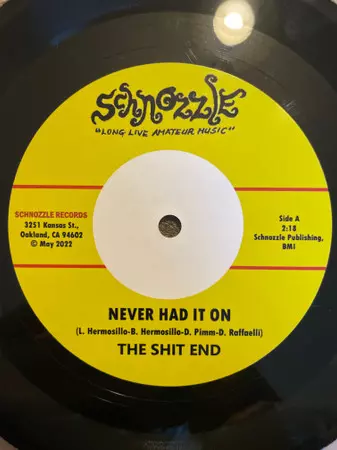 SCHNOZZLE
"LONG LIVE AMATEUR MUSIC"
SCHNOZZLE RECORDS
3251 Kansas St.,
Oakland, CA 94602
© May 2022
Side A
2:18
Schnozzle Publishing,
BMI
NEVER HAD IT ON
(L. Hermosillo-B. Hermosillo-D. Pimm-D. Raffaelli)
THE SHIT END